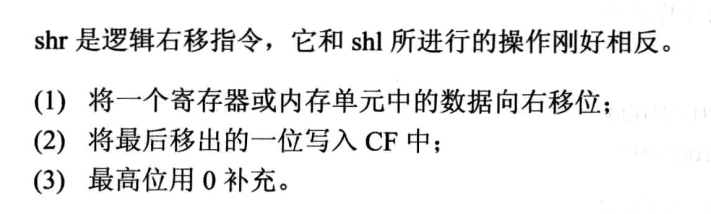 shr 是逻辑右移指令，它和 shl 所进行的操作刚好相反。
(1) 将一个寄存器或内存单元中的数据向右移位；
(2) 将最后移出的一位写入 CF 中；
(3) 最高位用 0 补充。